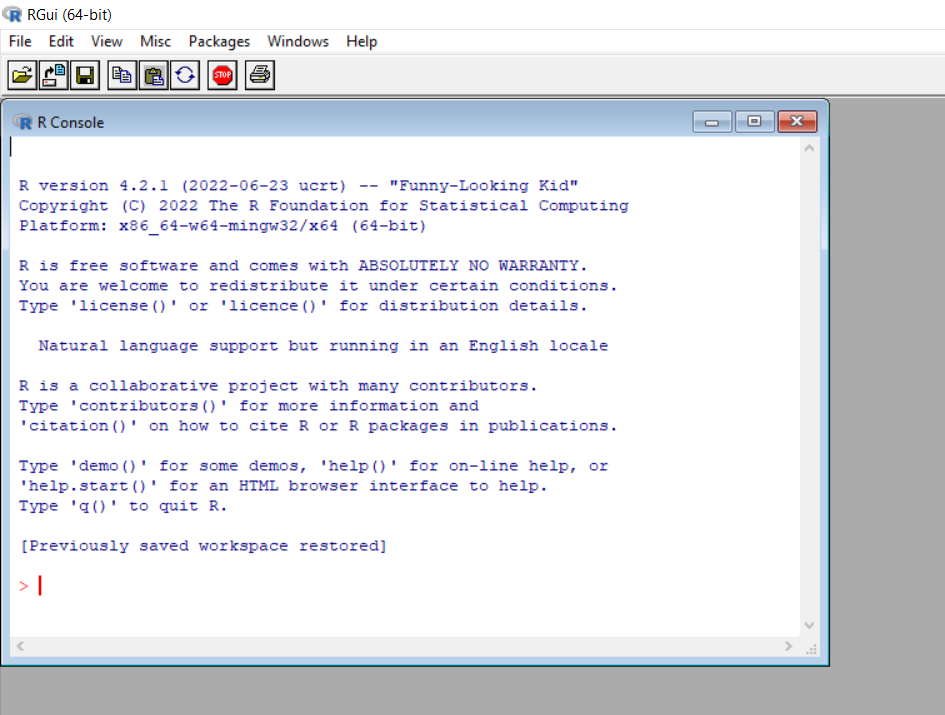 RGui (64-bit)
File Edit View Misc Packages Windows Help
STOP
R Console
R version 4.2.1 (2022-06-23 ucrt) -- "Funny-Looking Kid"
Copyright (C) 2022 The R Foundation for Statistical Computing
Platform: x86_64-w64-mingw32/x64 (64-bit)
R is free software and comes with ABSOLUTELY NO WARRANTY.
You are welcome to redistribute it under certain conditions.
Type 'license()' or 'licence()' for distribution details.
Natural language support but running in an English locale
R is a collaborative project with many contributors.
Type 'contributors()' for more information and
'citation()' on how to cite R or R packages in publications.
Type 'demo()' for some demos, 'help()' for on-line help, or
'help.start()' for an HTML browser interface to help.
Type 'q()' to quit R.
[Previously saved workspace restored]
>